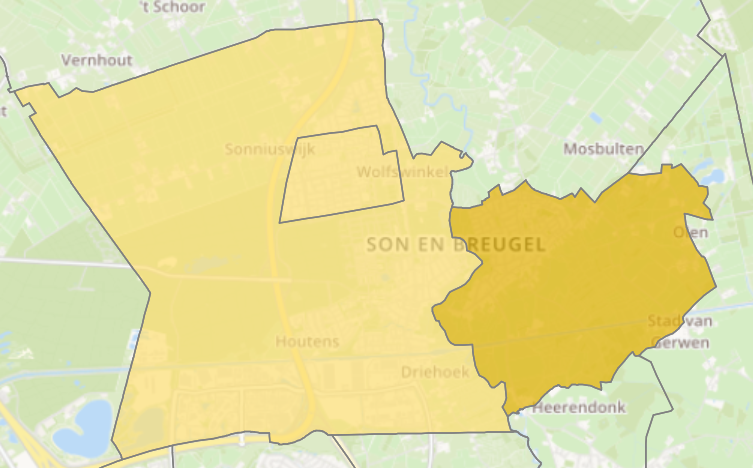 't Schoor
Vernhout
t
Sonniuswijk
Mosbulten
Wolfswinkel
Olen
SON EN BREUGEL
Stad van
Gerwen
Houtens
Driehoek
Heerendonk